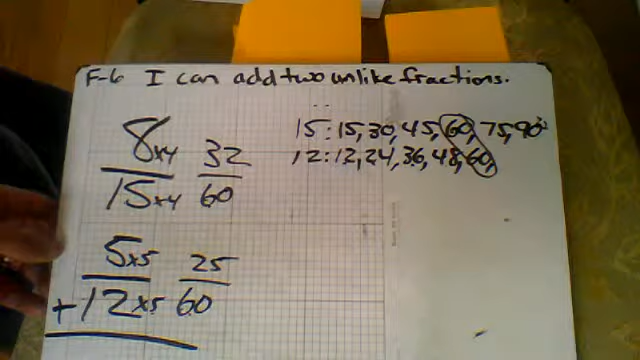 F-6 I can add two unlike fractions.
15: 15, 30, 45, 60, 75, 90
12: 12, 24, 36, 48, 60,
8x4 32
15x4 60
5x5 25
+12x5 60